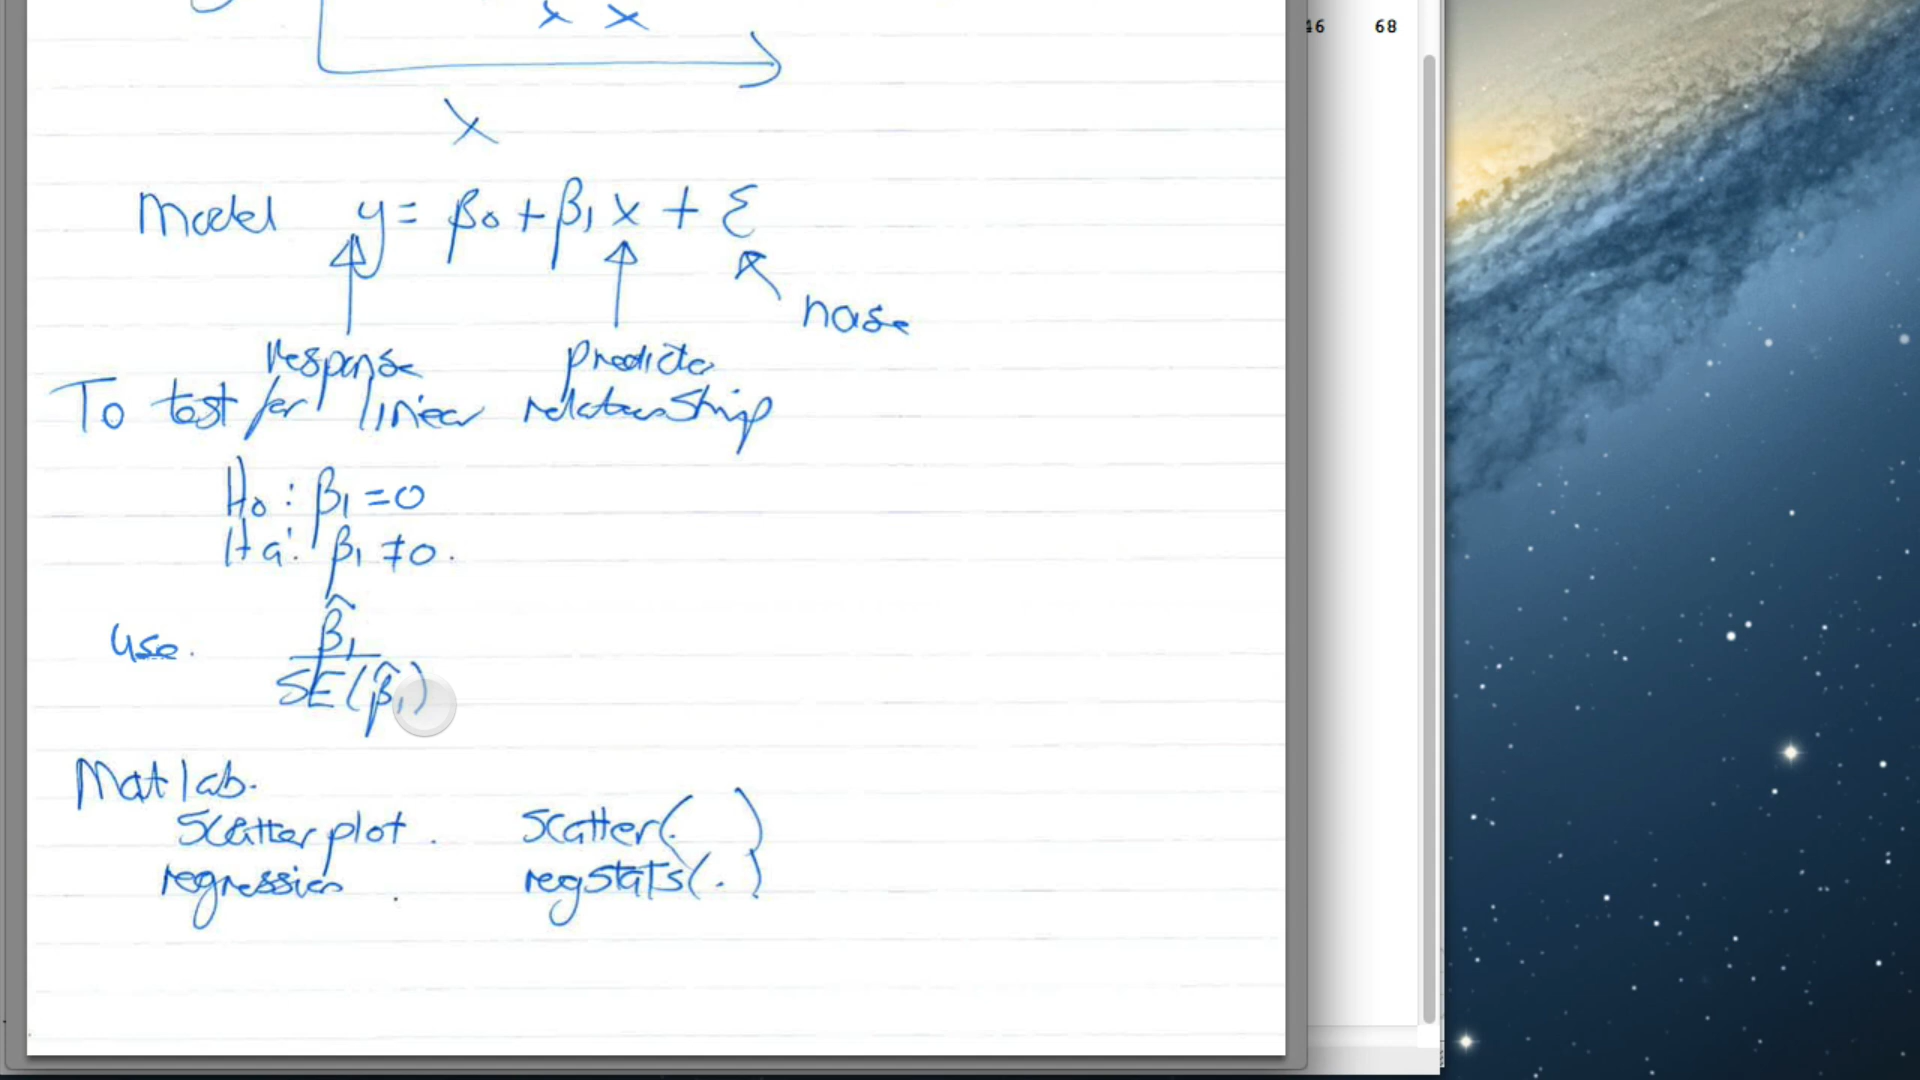 46 68
x x
x
Model y = β0 + β1 x + ε
noise
response predictor
To test for linear relationship
H0 : β1 = 0
Ha : β1 ≠ 0.
Use. β̂1
SE(β̂1)
Matlab.
Scatter plot. Scatter(. )
regression. regstats(. )